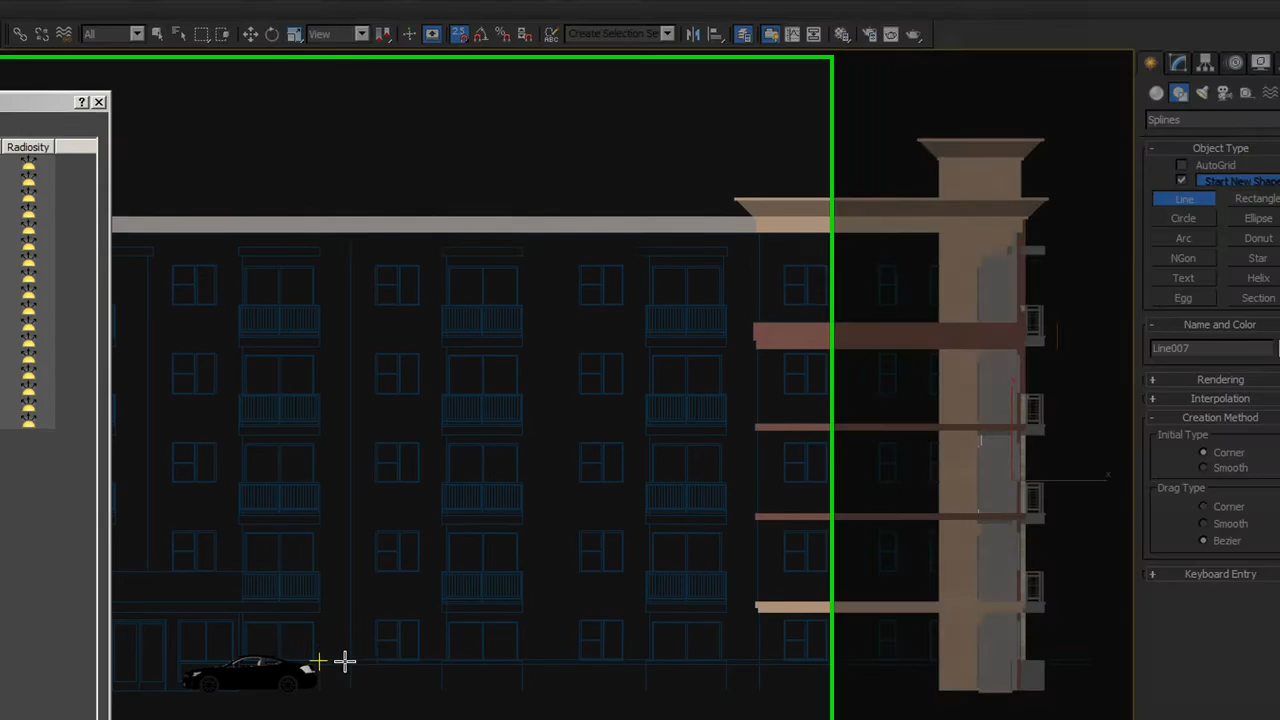 All
View
2.5
Create Selection Se
?
Radiosity
Splines
- Object Type
AutoGrid
Start New Shape
Line
Rectangle
Circle
Ellipse
Arc
Donut
NGon
Star
Text
Helix
Egg
Section
- Name and Color
Line007
+ Rendering
+ Interpolation
- Creation Method
Initial Type
Corner
Smooth
Drag Type
Corner
Smooth
Bezier
+ Keyboard Entry
x